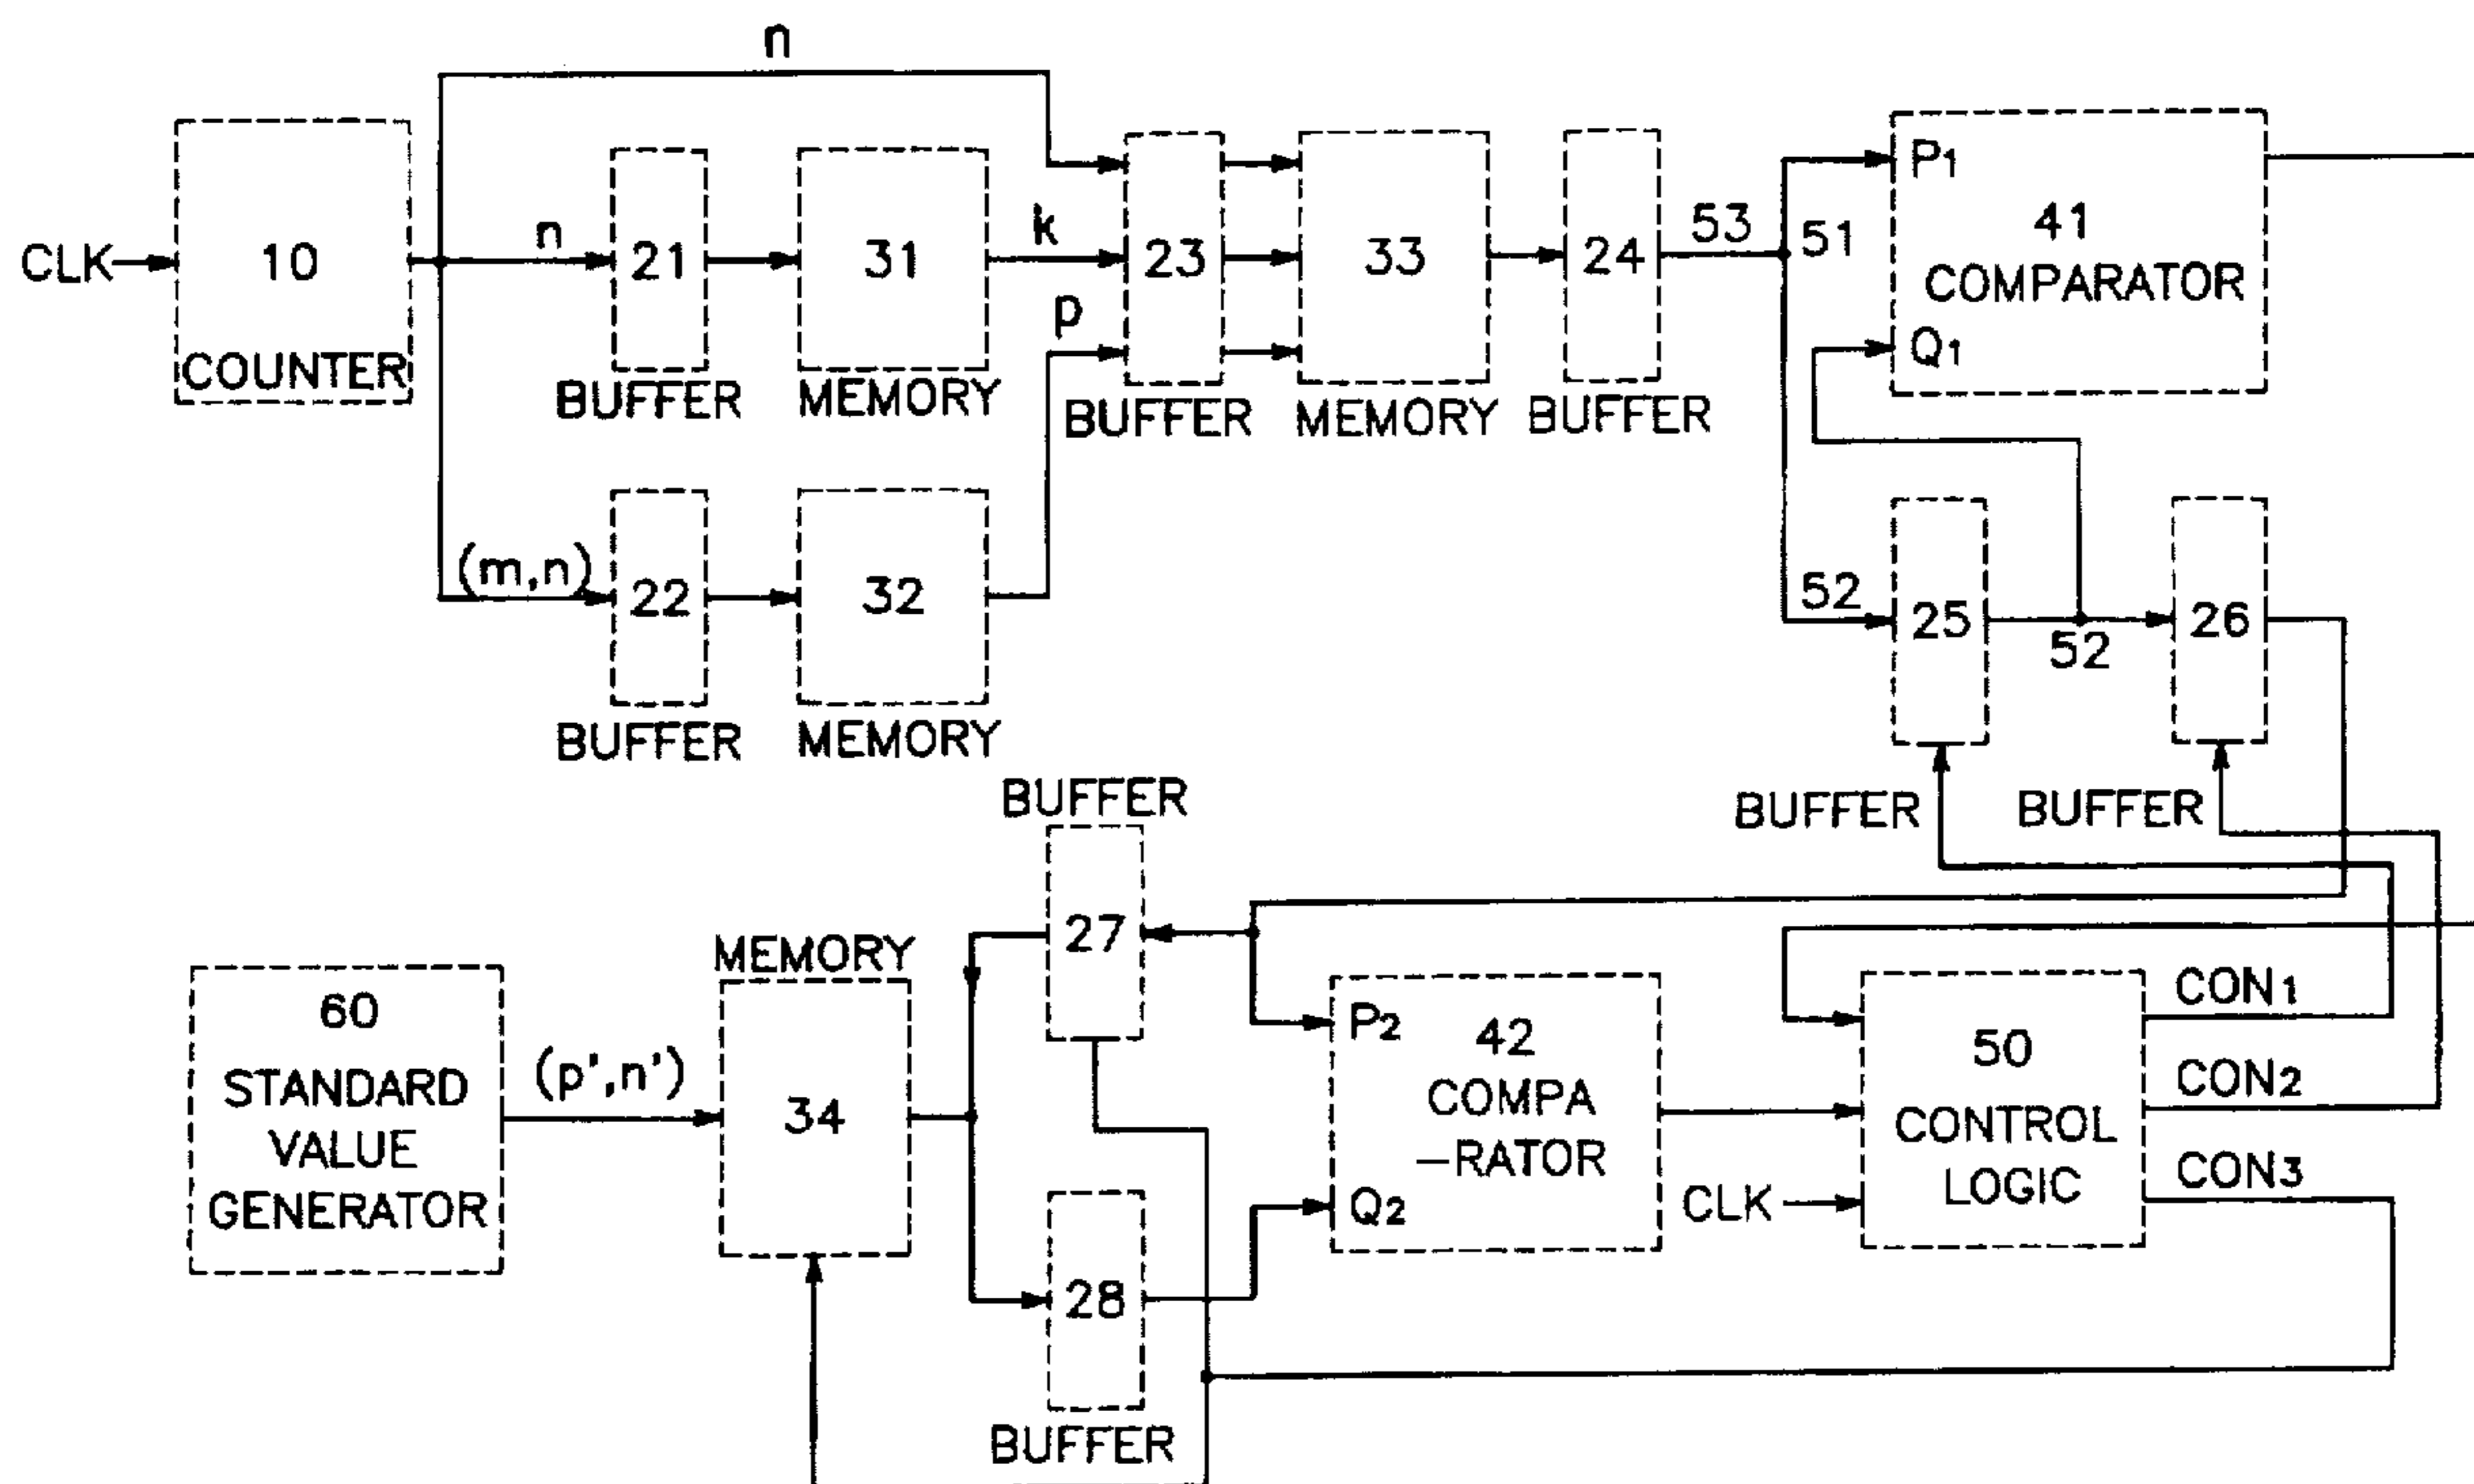 n
CLK
10
COUNTER
n
21
BUFFER
31
MEMORY
k
p
23
BUFFER
33
MEMORY
24
BUFFER
53
51
P1
41
COMPARATOR
Q1
(m,n)
22
BUFFER
32
MEMORY
52
25
52
26
BUFFER
BUFFER
BUFFER
27
MEMORY
34
60
STANDARD
VALUE
GENERATOR
(p',n')
P2
42
COMPA
-RATOR
Q2
28
BUFFER
CLK
50
CONTROL
LOGIC
CON1
CON2
CON3